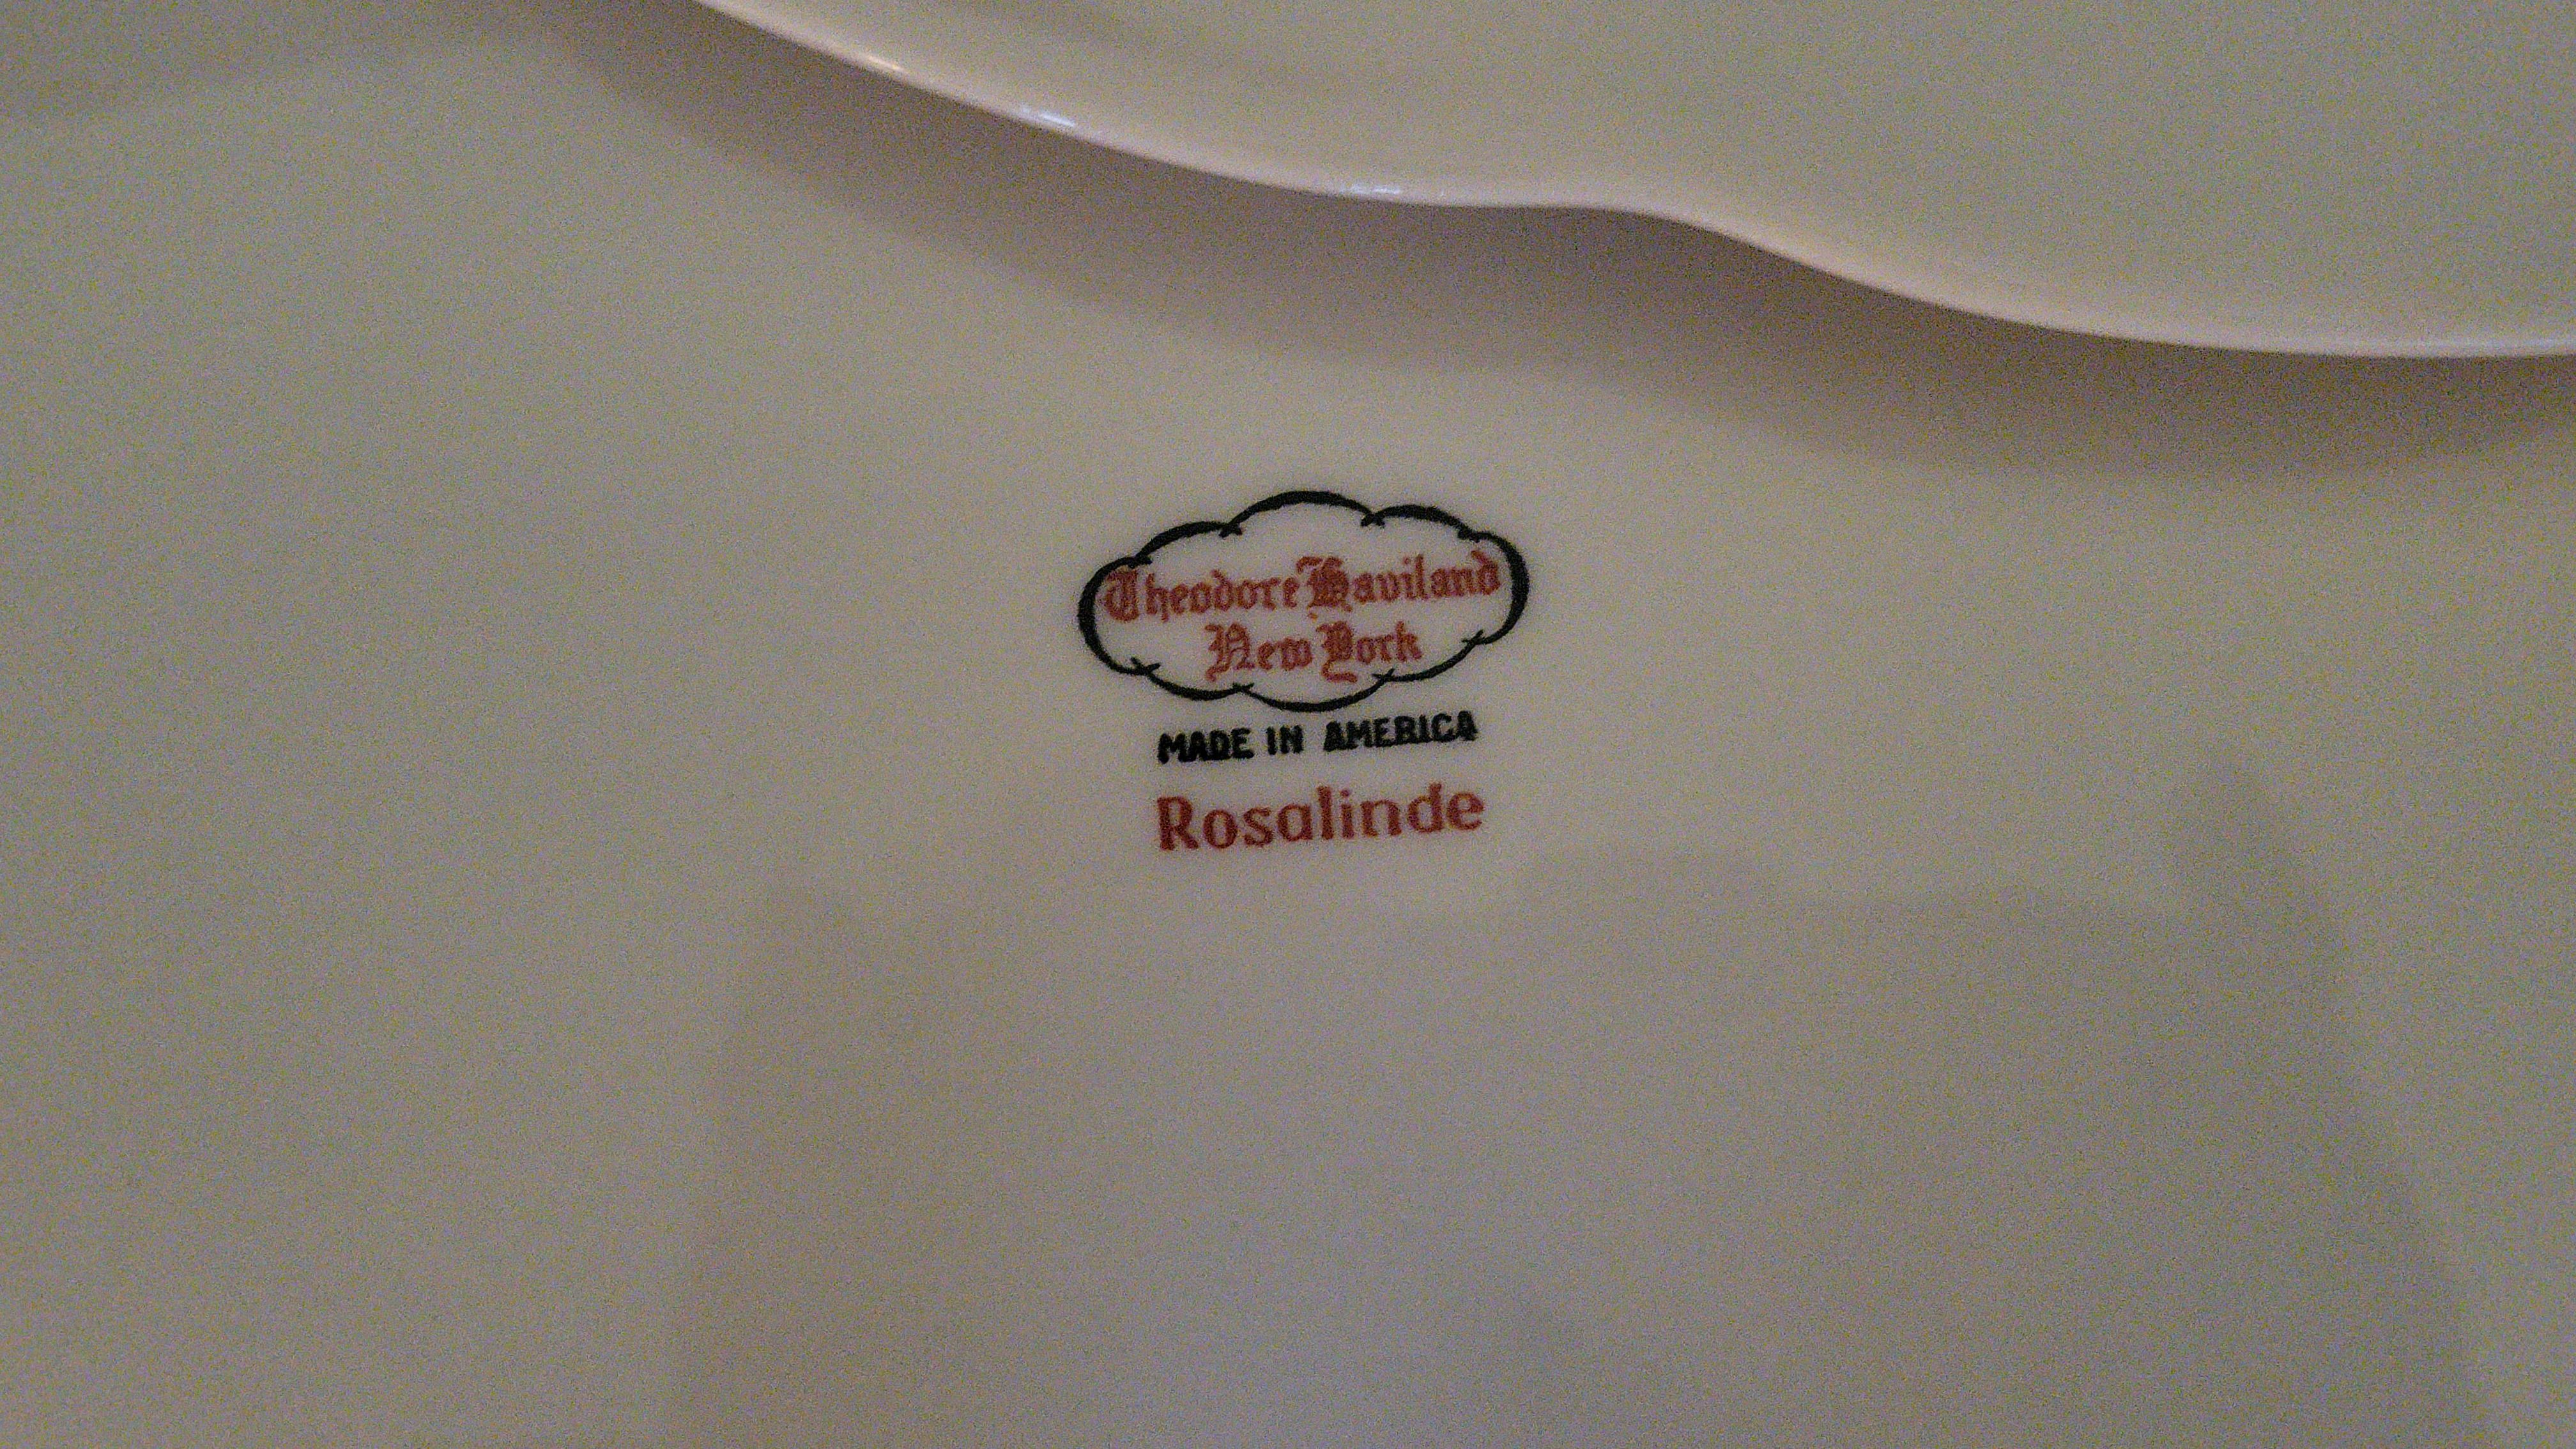 Theodore Haviland
New York
MADE IN AMERICA
Rosalinde